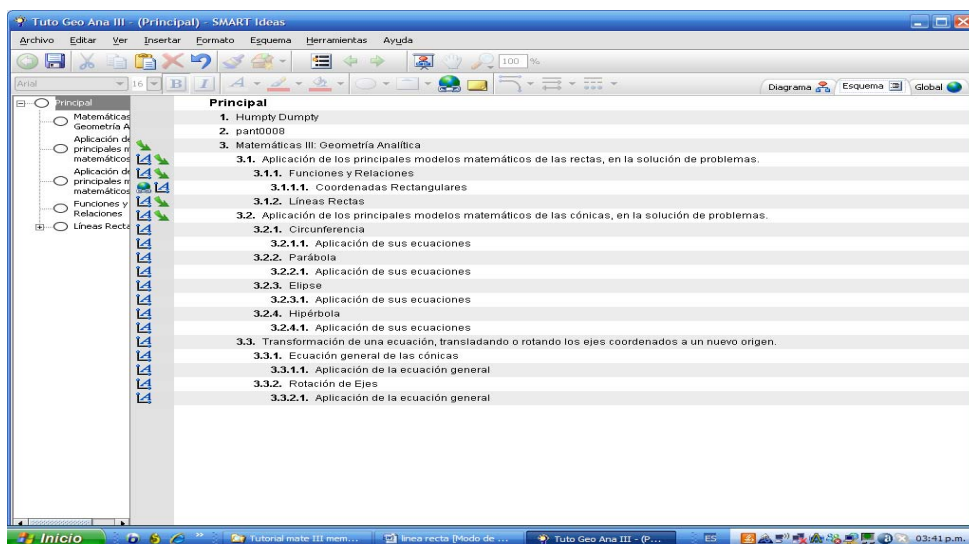 Tuto Geo Ana III - (Principal) - SMART Ideas
Archivo Editar Ver Insertar Formato Esquema Herramientas Ayuda
100 %
Arial 16 B I A
Diagrama Esquema Global
Principal
Matemáticas
Geometría A
Aplicación de
principales m
matemáticos
Aplicación de
principales m
matemáticos
Funciones y
Relaciones
Líneas Recta
Principal
1. Humpty Dumpty
2. pant0008
3. Matemáticas III: Geometría Analítica
3.1. Aplicación de los principales modelos matemáticos de las rectas, en la solución de problemas.
3.1.1. Funciones y Relaciones
3.1.1.1. Coordenadas Rectangulares
3.1.2. Líneas Rectas
3.2. Aplicación de los principales modelos matemáticos de las cónicas, en la solución de problemas.
3.2.1. Circunferencia
3.2.1.1. Aplicación de sus ecuaciones
3.2.2. Parábola
3.2.2.1. Aplicación de sus ecuaciones
3.2.3. Elipse
3.2.3.1. Aplicación de sus ecuaciones
3.2.4. Hipérbola
3.2.4.1. Aplicación de sus ecuaciones
3.3. Transformación de una ecuación, transladando o rotando los ejes coordenados a un nuevo origen.
3.3.1. Ecuación general de las cónicas
3.3.1.1. Aplicación de la ecuación general
3.3.2. Rotación de Ejes
3.3.2.1. Aplicación de la ecuación general
Inicio Tutorial mate III mem... linea recta [Modo de ... Tuto Geo Ana III - (P... ES 03:41 p.m.